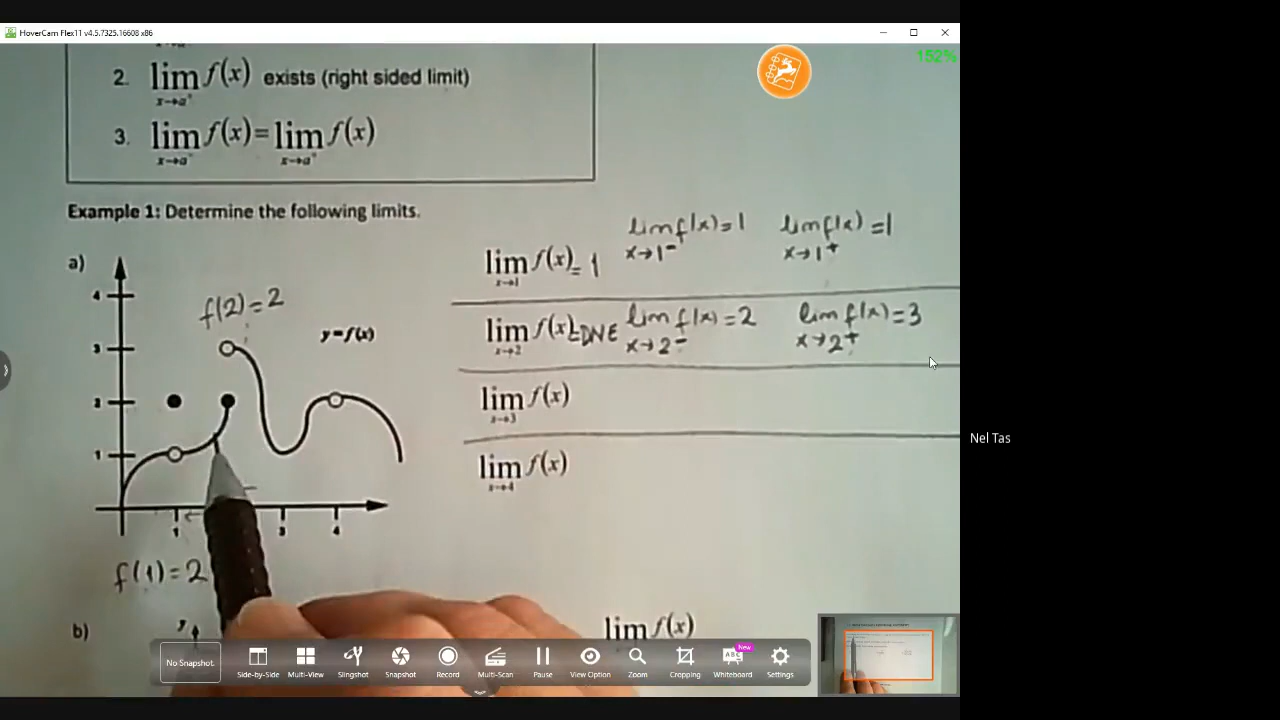 HoverCam Flex11 v4.5.7325.16608 x86
152%
2. lim f(x) exists (right sided limit)
x→a⁺
3. lim f(x) = lim f(x)
x→a⁻ x→a⁺
Example 1: Determine the following limits.
lim f(x) = 1 lim f(x) = 1
x→1⁻ x→1⁺
a)
lim f(x) = 1
x→1
f(2) = 2
4
3
2
1
y = f(x)
lim f(x) = DNE lim f(x) = 2 lim f(x) = 3
x→2 x→2⁻ x→2⁺
lim f(x)
x→3
lim f(x)
x→4
1 3 4
f(1) = 2
b)
y
lim f(x)
Nel Tas
No Snapshot.
Side-by-Side Multi-View Slingshot Snapshot Record Multi-Scan Pause View Option Zoom Cropping Whiteboard Settings
New
ABC